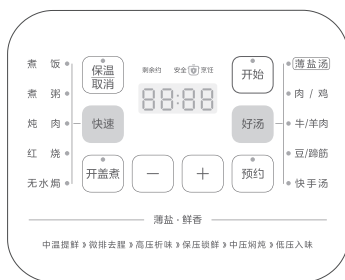 煮 饭
煮 粥
炖 肉
红 烧
无水焗
保温
取消
快速
开盖煮
剩余约 安全 烹饪
88:88
－
＋
开始
好汤
预约
薄盐汤
肉 / 鸡
牛/羊肉
豆/蹄筋
快手汤
薄盐·鲜香
中温提鲜 》微排去腥 》高压析味 》保压锁鲜 》中压焖炖 》低压入味